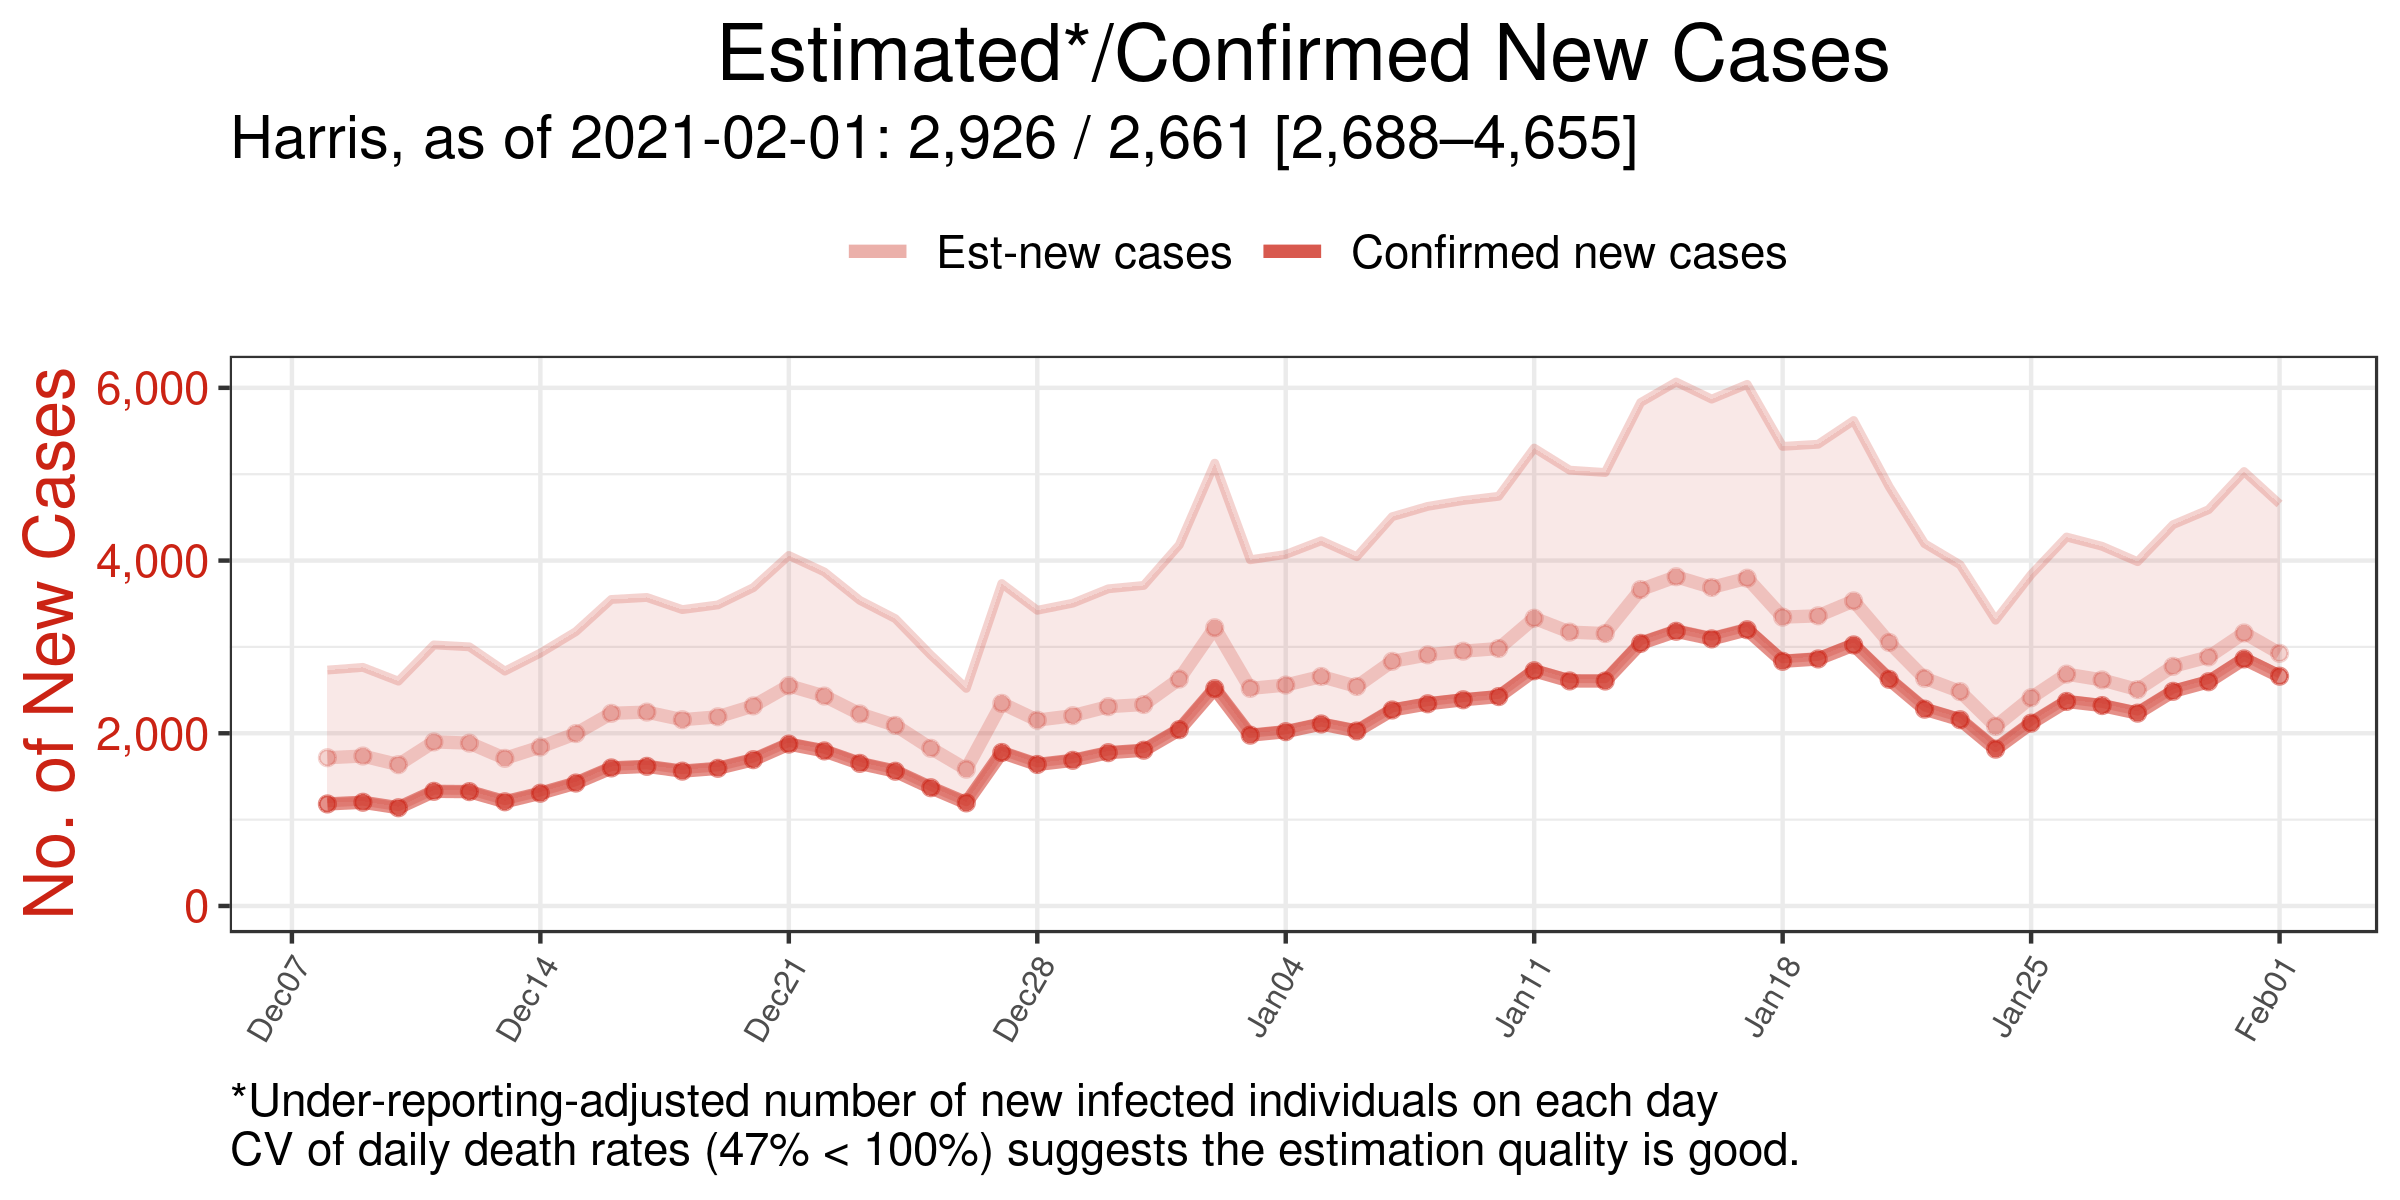 Estimated*/Confirmed New Cases
Harris, as of 2021-02-01: 2,926 / 2,661 [2,688–4,655]
Est-new cases
Confirmed new cases
No. of New Cases
6,000
4,000
2,000
0
Dec07
Dec14
Dec21
Dec28
Jan04
Jan11
Jan18
Jan25
Feb01
*Under-reporting-adjusted number of new infected individuals on each day
CV of daily death rates (47% < 100%) suggests the estimation quality is good.